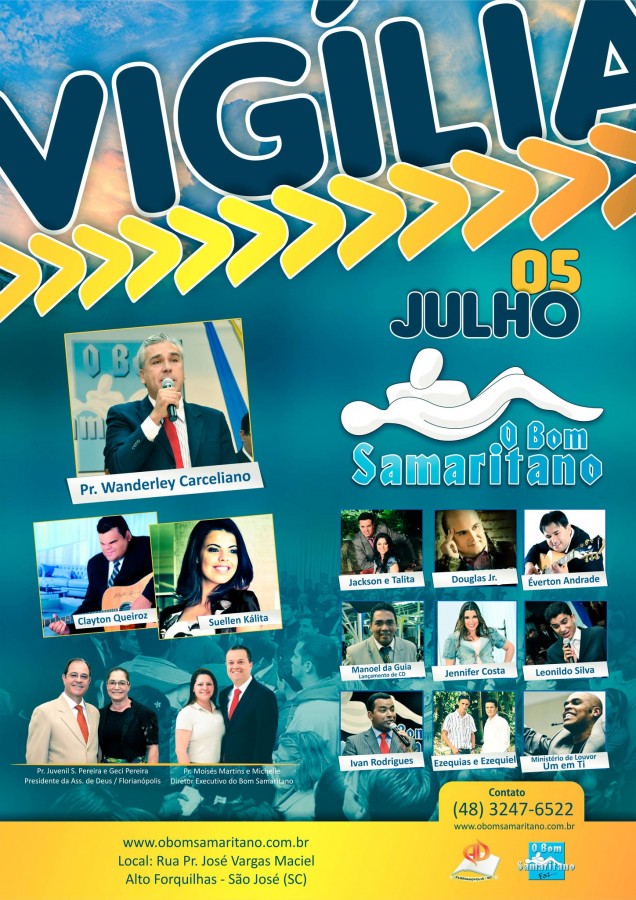 VIGÍLIA
05
JULHO
O Bom
Samaritano
Pr. Wanderley Carceliano
Clayton Queiroz
Suellen Kálita
Jackson e Talita
Douglas Jr.
Éverton Andrade
Manoel da Guia
Lançamento de CD
Jennifer Costa
Leonildo Silva
Ivan Rodrigues
Ezequias e Ezequiel
Ministério de Louvor
Um em Ti
Pr. Juvenil S. Pereira e Geci Pereira
Presidente da Ass. de Deus / Florianópolis
Pr. Moisés Martins e Michelle
Diretor Executivo do Bom Samaritano
Contato
(48) 3247-6522
www.obomsamaritano.com.br
www.obomsamaritano.com.br
Local: Rua Pr. José Vargas Maciel
Alto Forquilhas - São José (SC)
FLORIANÓPOLIS - SC
O Bom
Samaritano